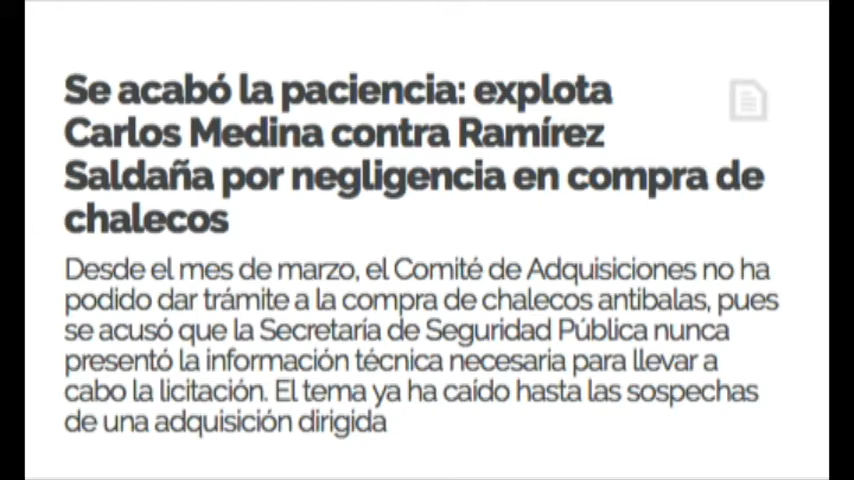 Se acabó la paciencia: explota
Carlos Medina contra Ramírez
Saldaña por negligencia en compra de
chalecos
Desde el mes de marzo, el Comité de Adquisiciones no ha
podido dar trámite a la compra de chalecos antibalas, pues
se acusó que la Secretaría de Seguridad Pública nunca
presentó la información técnica necesaria para llevar a
cabo la licitación. El tema ya ha caído hasta las sospechas
de una adquisición dirigida